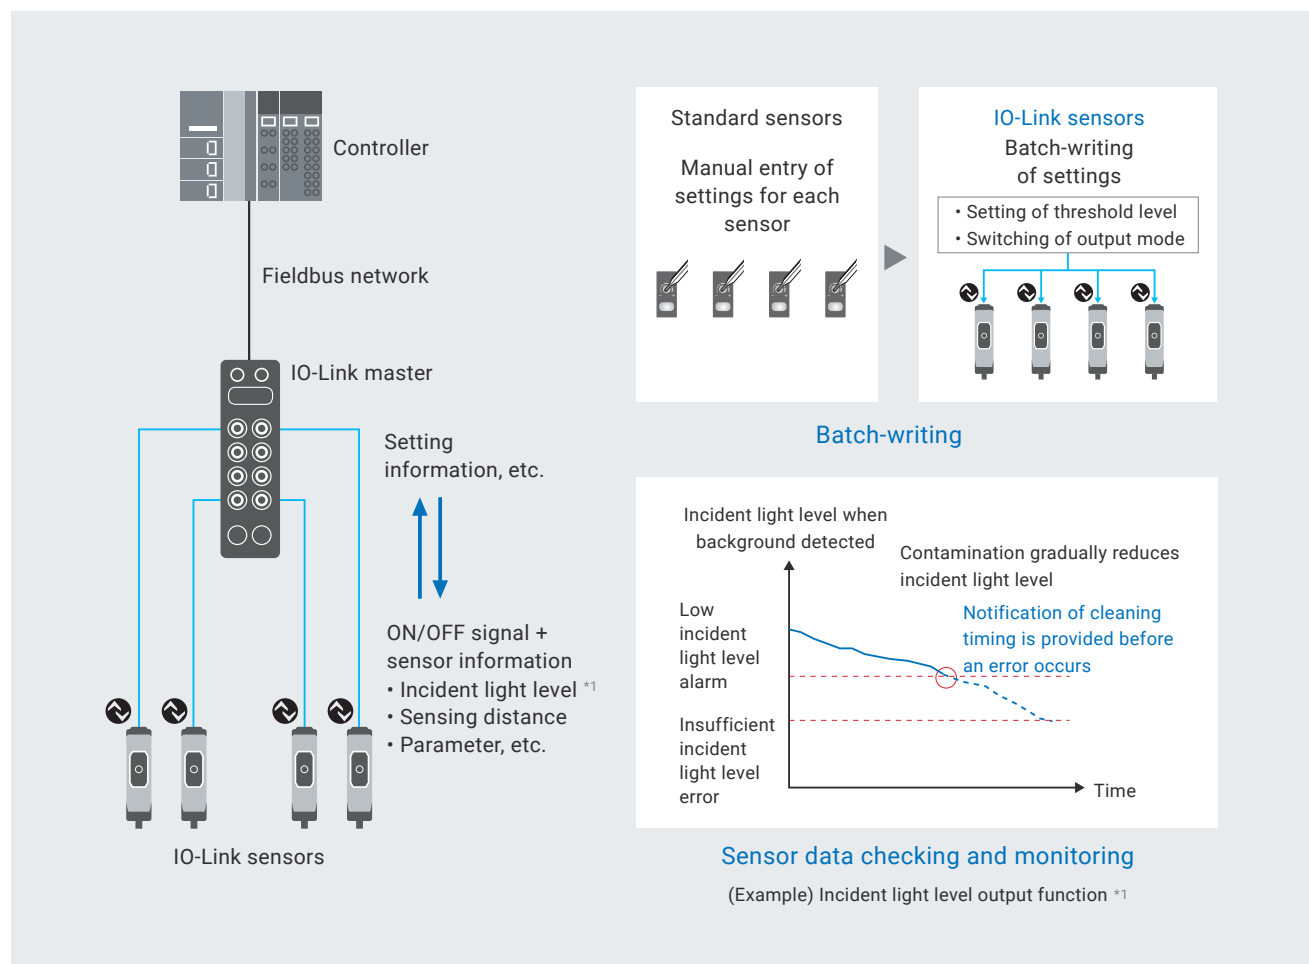 Controller
Fieldbus network
IO-Link master
Setting
information, etc.
ON/OFF signal +
sensor information
• Incident light level *1
• Sensing distance
• Parameter, etc.
IO-Link sensors
Standard sensors
Manual entry of
settings for each
sensor
IO-Link sensors
Batch-writing
of settings
• Setting of threshold level
• Switching of output mode
Batch-writing
Incident light level when
background detected
Contamination gradually reduces
incident light level
Notification of cleaning
timing is provided before
an error occurs
Low
incident
light level
alarm
Insufficient
incident
light level
error
Time
Sensor data checking and monitoring
(Example) Incident light level output function *1